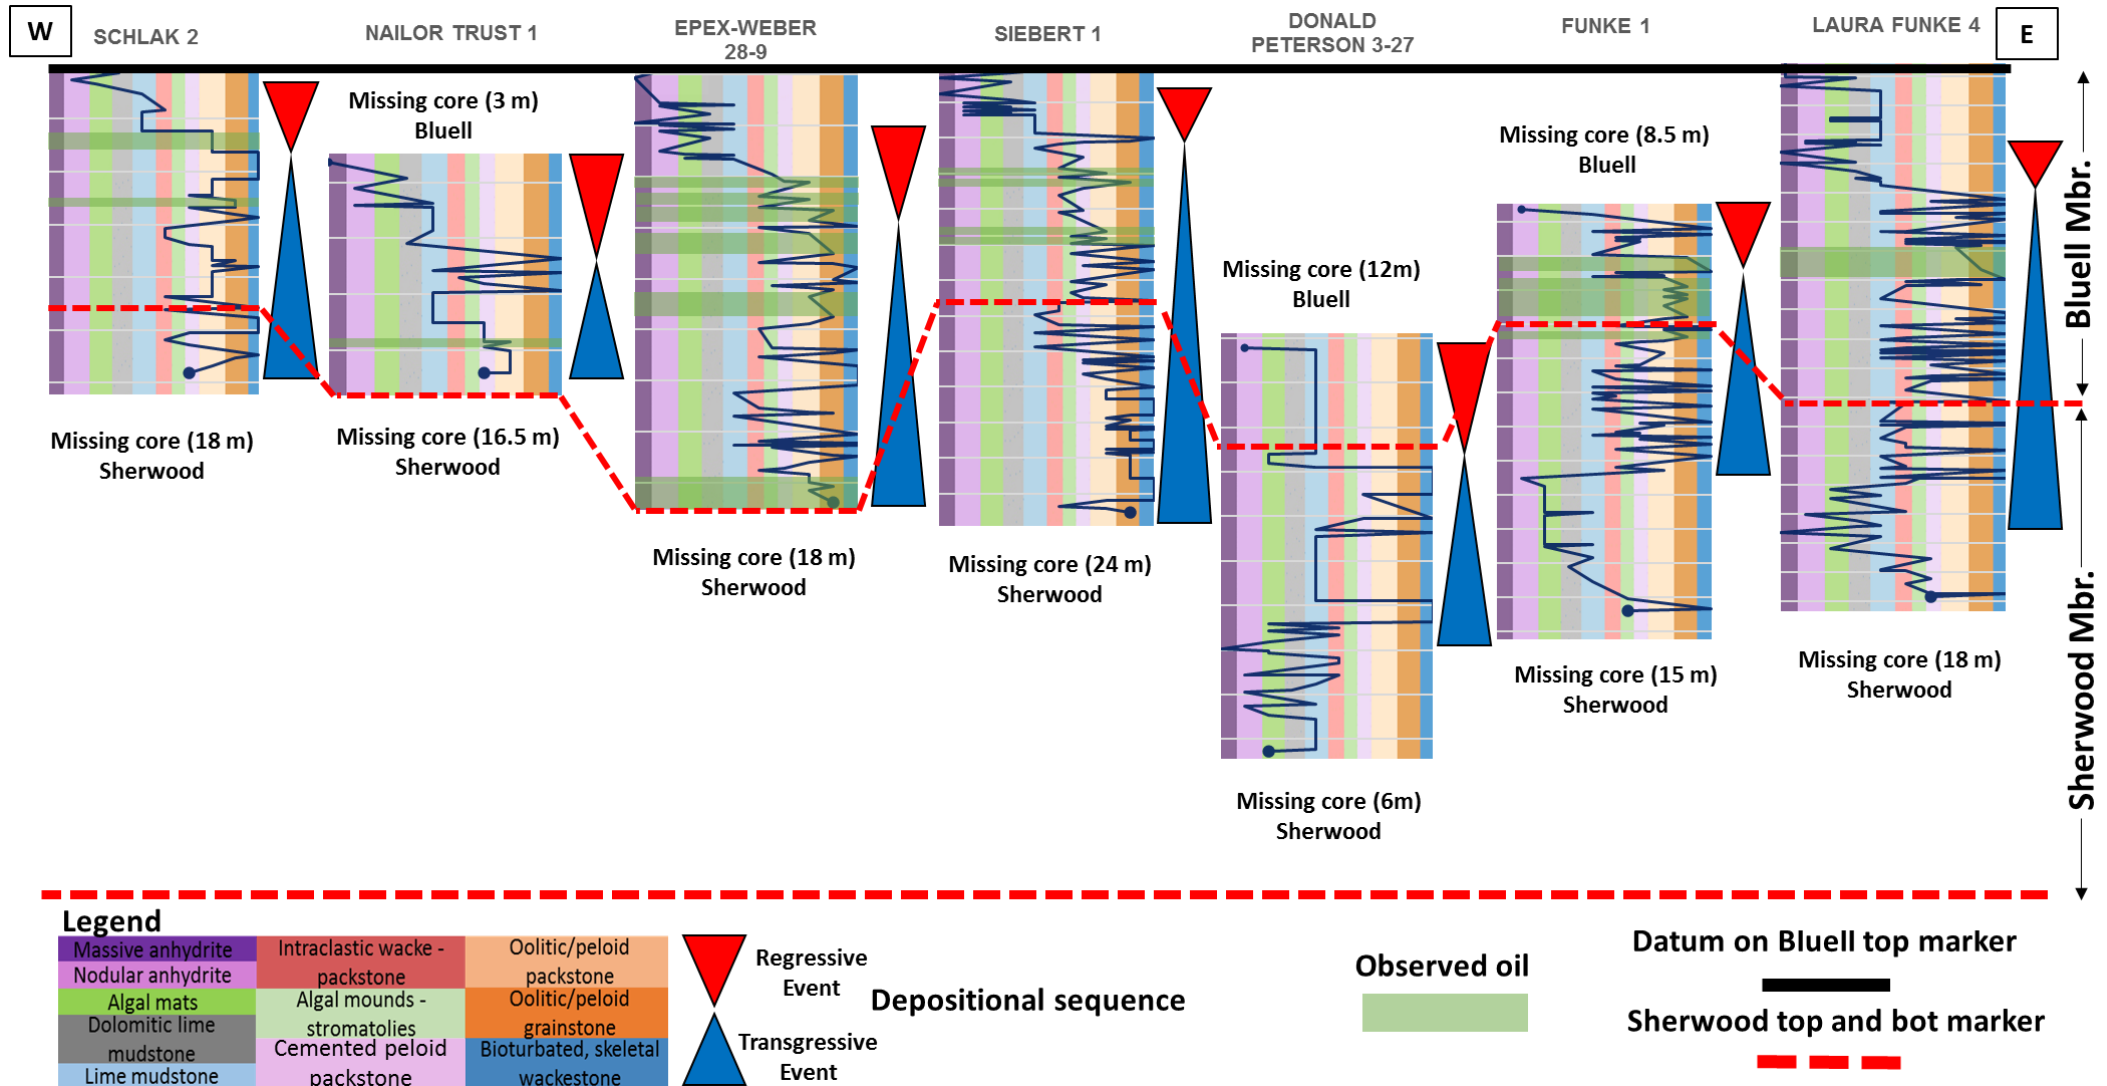 W
SCHLAK 2
NAILOR TRUST 1
EPEX-WEBER
28-9
SIEBERT 1
DONALD
PETERSON 3-27
FUNKE 1
LAURA FUNKE 4
E
Missing core (3 m)
Bluell
Missing core (8.5 m)
Bluell
Missing core (12m)
Bluell
Bluell Mbr.
Missing core (18 m)
Sherwood
Missing core (16.5 m)
Sherwood
Missing core (18 m)
Sherwood
Missing core (24 m)
Sherwood
Missing core (6m)
Sherwood
Missing core (15 m)
Sherwood
Missing core (18 m)
Sherwood
Sherwood Mbr.
Legend
Massive anhydrite
Nodular anhydrite
Algal mats
Dolomitic lime
mudstone
Lime mudstone
Intraclastic wacke -
packstone
Algal mounds -
stromatolies
Cemented peloid
packstone
Oolitic/peloid
packstone
Oolitic/peloid
grainstone
Bioturbated, skeletal
wackestone
Regressive
Event
Transgressive
Event
Depositional sequence
Observed oil
Datum on Bluell top marker
Sherwood top and bot marker